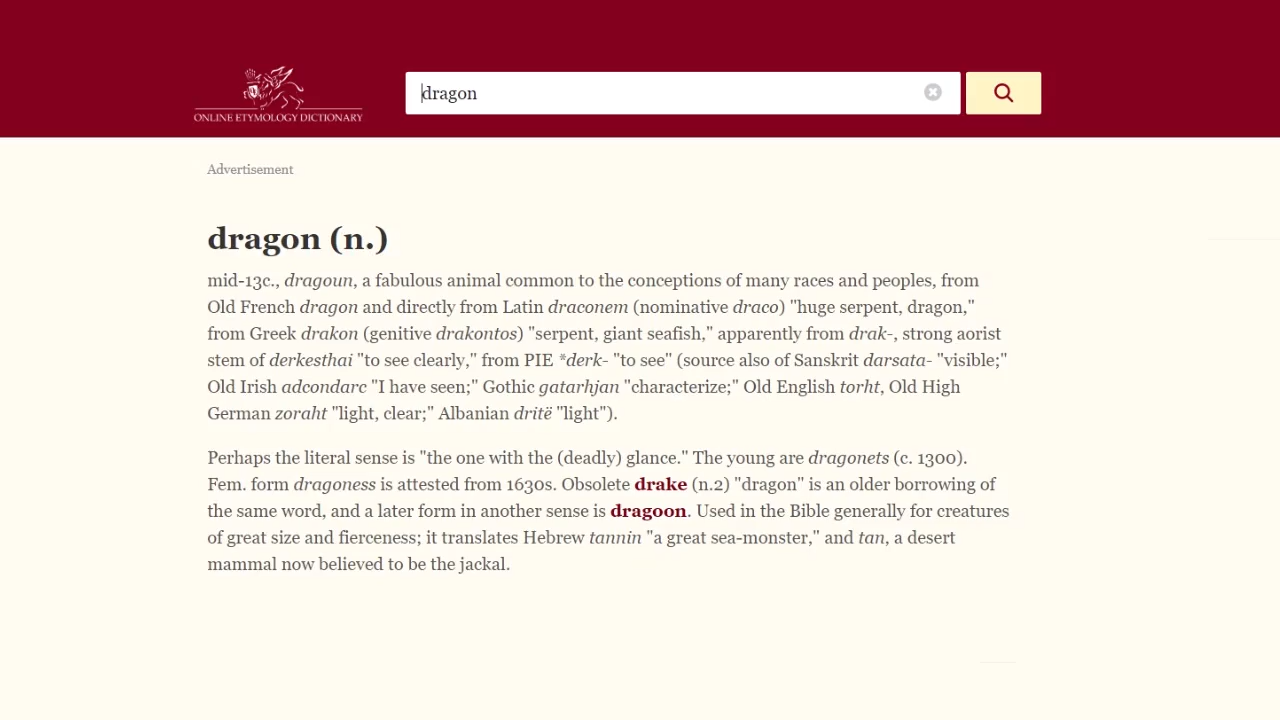 ONLINE ETYMOLOGY DICTIONARY
dragon
Advertisement
dragon (n.)
mid-13c., dragoun, a fabulous animal common to the conceptions of many races and peoples, from
Old French dragon and directly from Latin draconem (nominative draco) "huge serpent, dragon,"
from Greek drakon (genitive drakontos) "serpent, giant seafish," apparently from drak-, strong aorist
stem of derkesthai "to see clearly," from PIE *derk- "to see" (source also of Sanskrit darsata- "visible;"
Old Irish adcondarc "I have seen;" Gothic gatarhjan "characterize;" Old English torht, Old High
German zoraht "light, clear;" Albanian dritë "light").
Perhaps the literal sense is "the one with the (deadly) glance." The young are dragonets (c. 1300).
Fem. form dragoness is attested from 1630s. Obsolete drake (n.2) "dragon" is an older borrowing of
the same word, and a later form in another sense is dragoon. Used in the Bible generally for creatures
of great size and fierceness; it translates Hebrew tannin "a great sea-monster," and tan, a desert
mammal now believed to be the jackal.